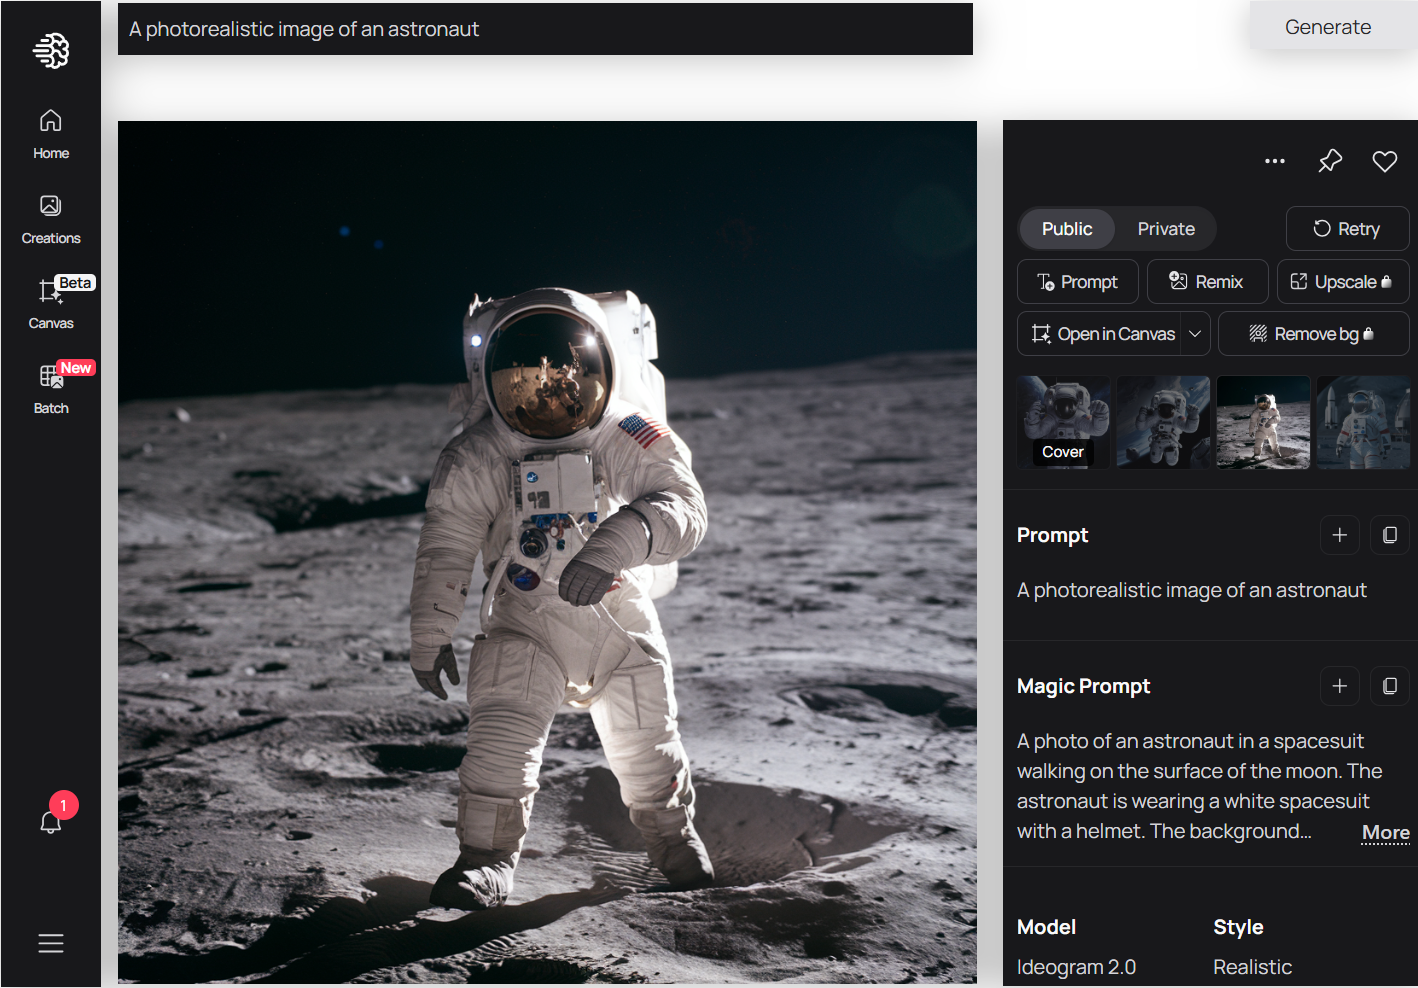 A photorealistic image of an astronaut
Generate
Home
Creations
Beta
Canvas
New
Batch
1
Public
Private
Retry
Prompt
Remix
Upscale
Open in Canvas
Remove bg
Cover
Prompt
A photorealistic image of an astronaut
Magic Prompt
A photo of an astronaut in a spacesuit
walking on the surface of the moon. The
astronaut is wearing a white spacesuit
with a helmet. The background...
More
Model
Style
Ideogram 2.0
Realistic